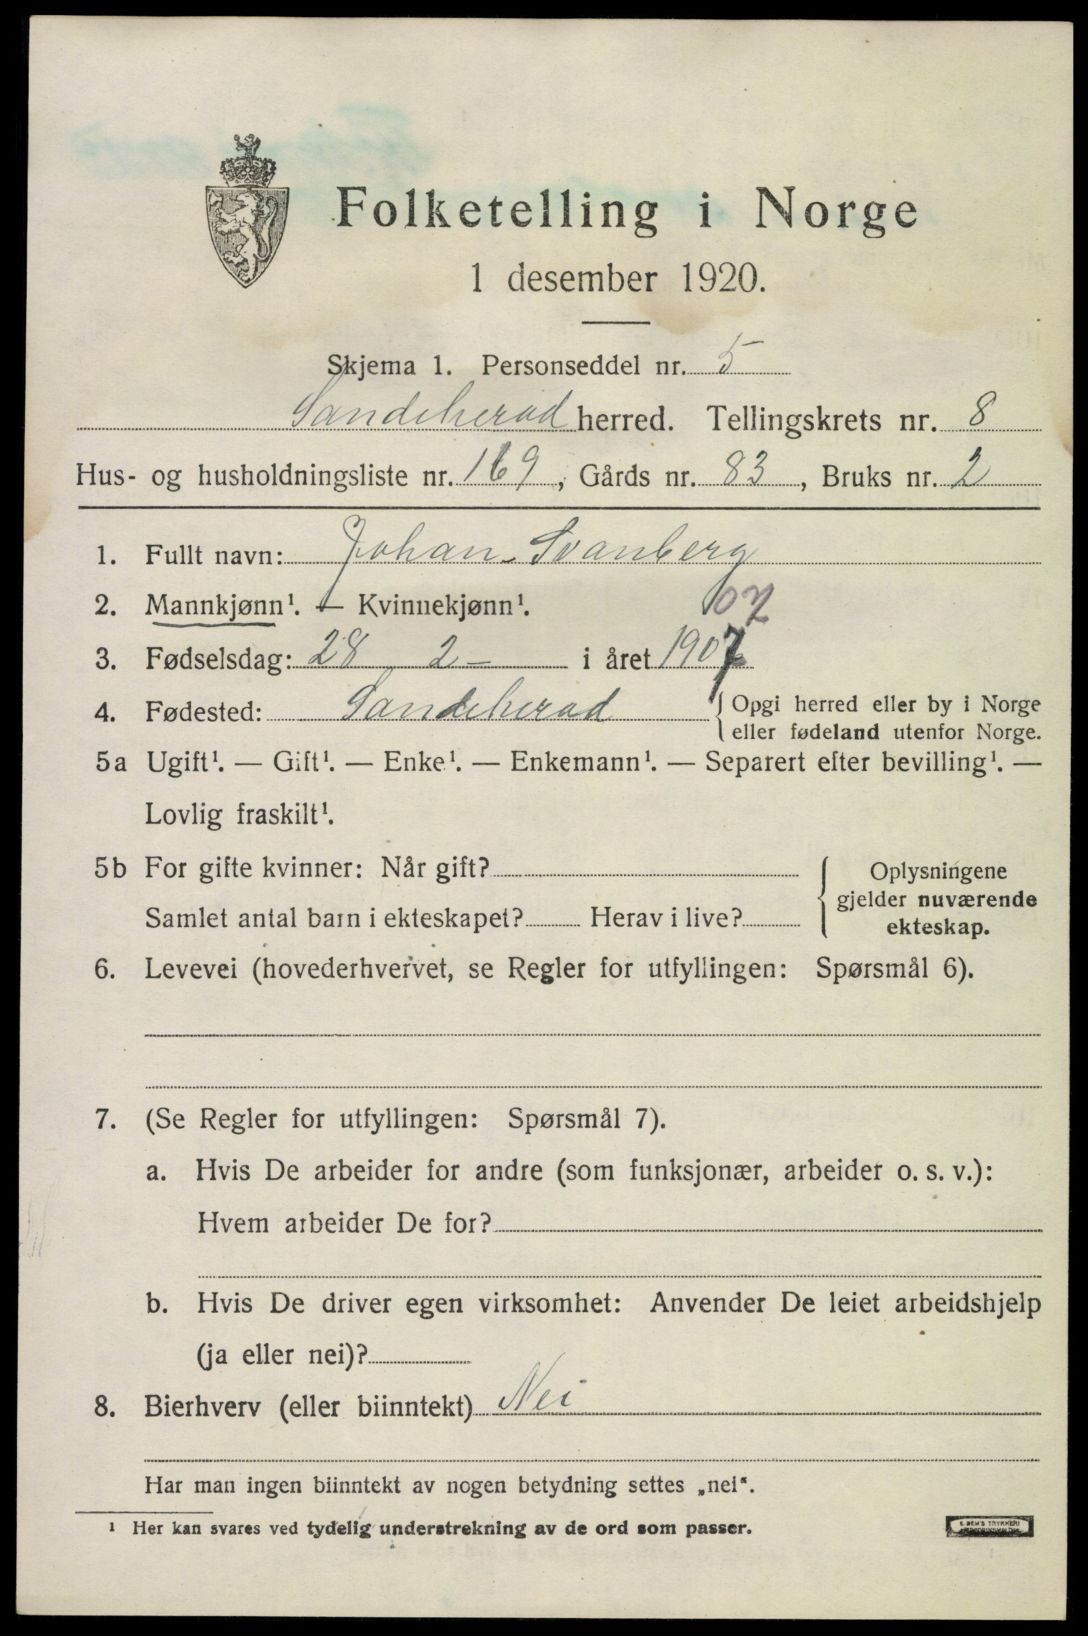 Folketelling i Norge
1 desember 1920.
Skjema 1. Personseddel nr. 5
Sandeherad herred. Tellingskrets nr. 8
Hus- og husholdningsliste nr. 169, Gårds nr. 83, Bruks nr. 2
1. Fullt navn: Johan Svanberg
2. Mannkjønn¹. — Kvinnekjønn¹.
07
3. Fødselsdag: 28 2 - i året 1907
4. Fødested: Sandeherad { Opgi herred eller by i Norge
eller fødeland utenfor Norge.
5a Ugift¹. — Gift¹. — Enke¹. — Enkemann¹. — Separert efter bevilling¹. —
Lovlig fraskilt¹.
5b For gifte kvinner: Når gift?
Samlet antal barn i ekteskapet? Herav i live?
{ Oplysningene
gjelder nuværende
ekteskap.
6. Levevei (hovederhvervet, se Regler for utfyllingen: Spørsmål 6).
7. (Se Regler for utfyllingen: Spørsmål 7).
a. Hvis De arbeider for andre (som funksjonær, arbeider o. s. v.):
Hvem arbeider De for?
b. Hvis De driver egen virksomhet: Anvender De leiet arbeidshjelp
(ja eller nei)?
8. Bierhverv (eller biinntekt) Nei
Har man ingen biinntekt av nogen betydning settes „nei“.
¹ Her kan svares ved tydelig understrekning av de ord som passer.